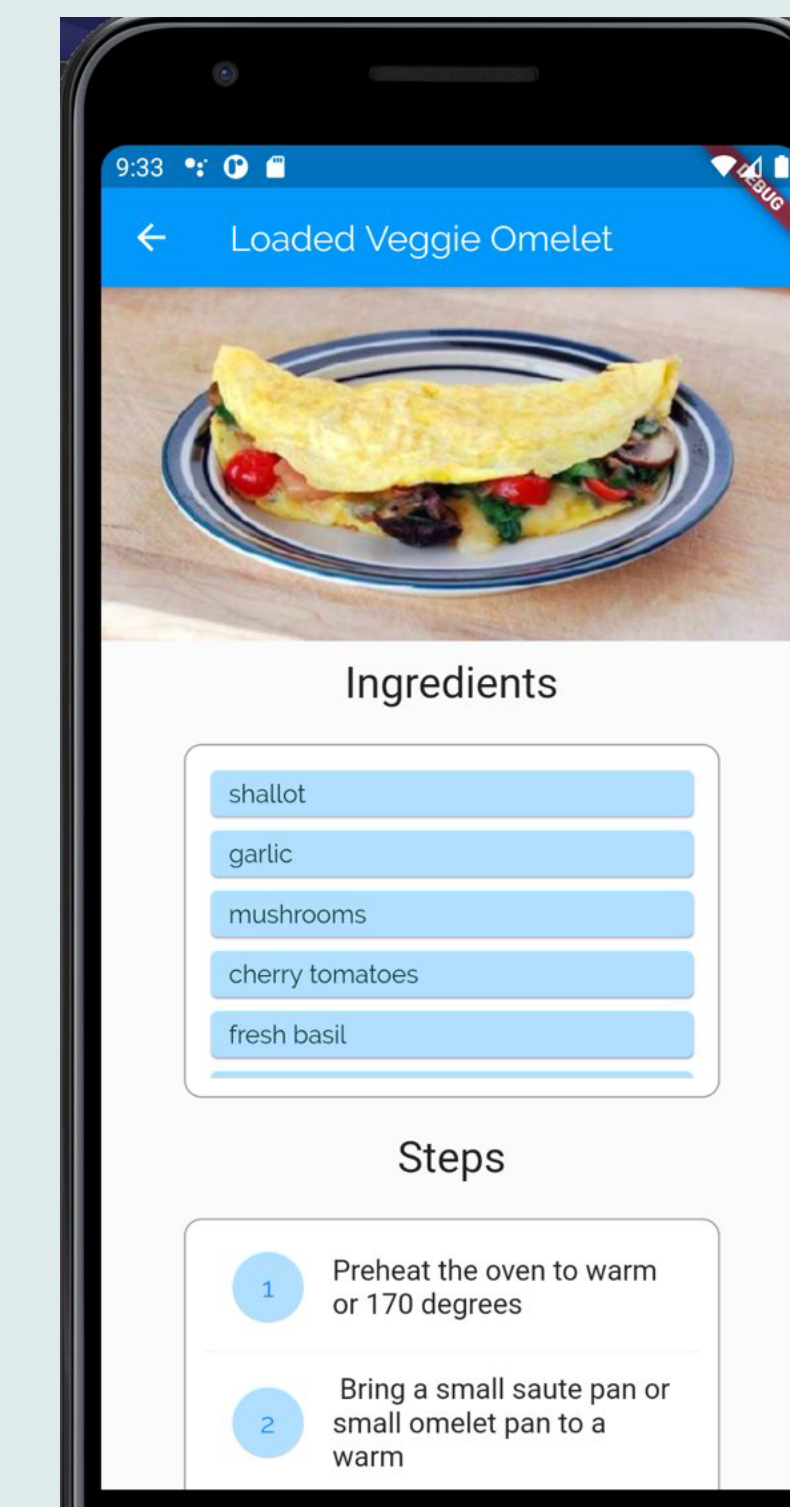 9:33
DEBUG
Loaded Veggie Omelet
Ingredients
shallot
garlic
mushrooms
cherry tomatoes
fresh basil
Steps
1
Preheat the oven to warm
or 170 degrees
2
Bring a small saute pan or
small omelet pan to a
warm